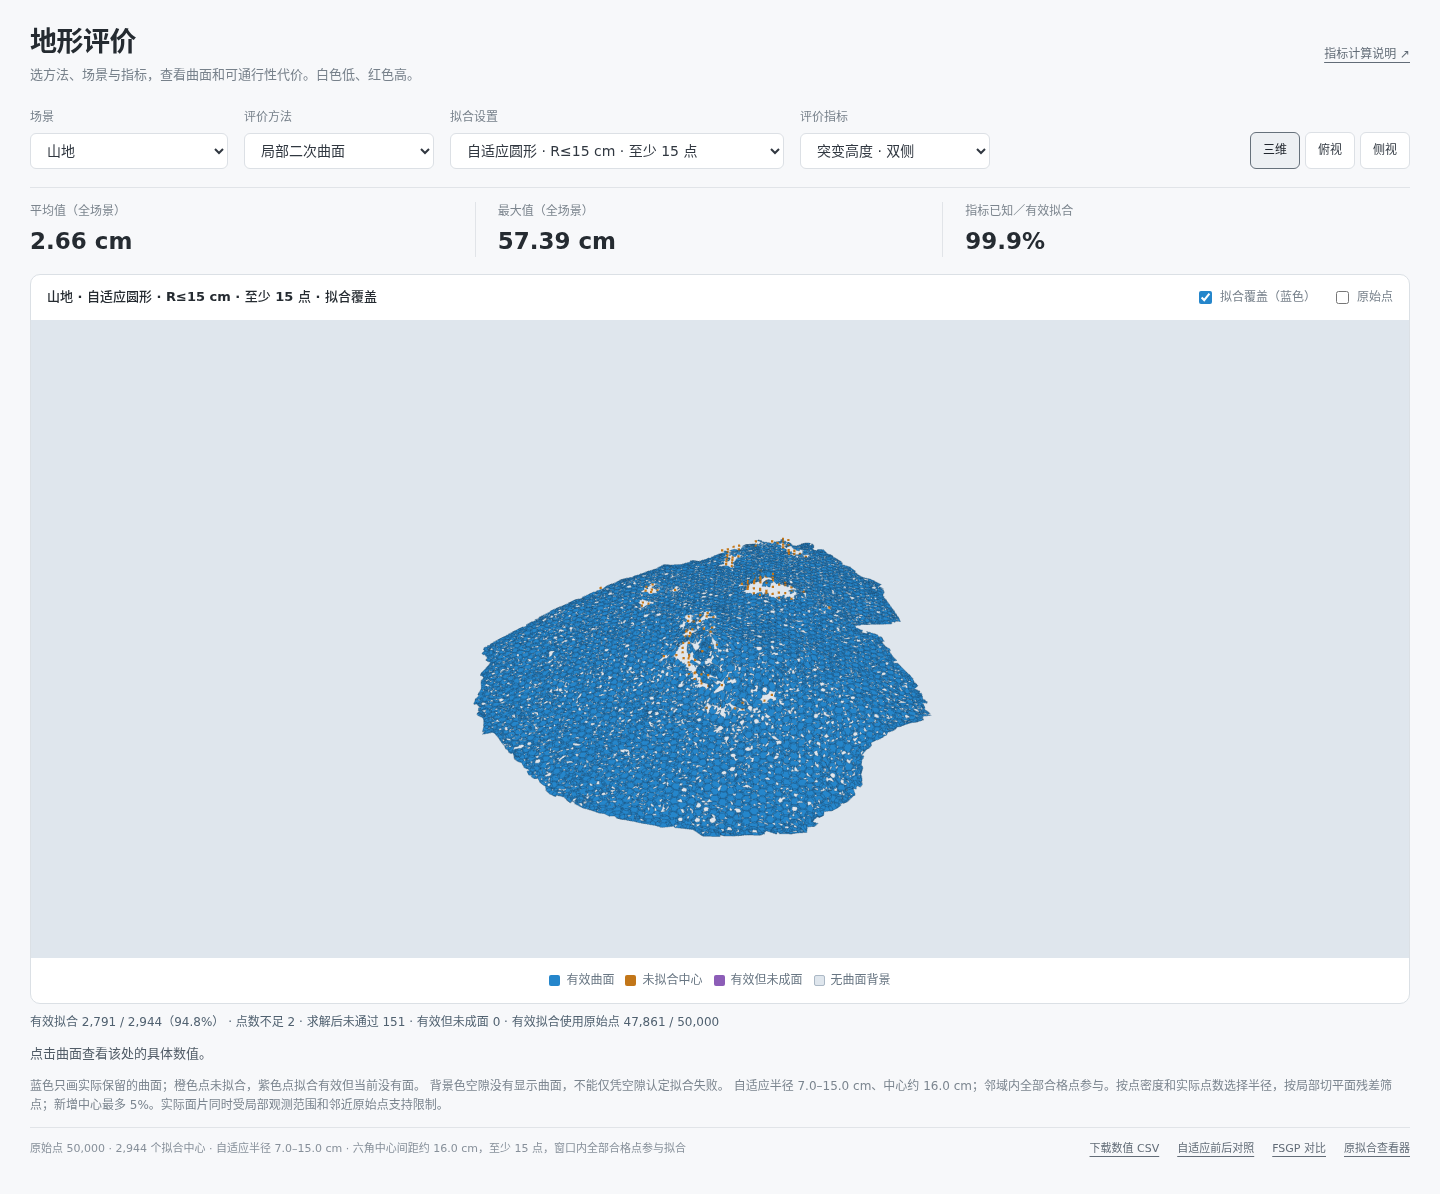 地形评价
指标计算说明 ↗
选方法、场景与指标，查看曲面和可通行性代价。白色低、红色高。
场景
评价方法
拟合设置
评价指标
山地
局部二次曲面
自适应圆形 · R≤15 cm · 至少 15 点
突变高度 · 双侧
三维
俯视
侧视
平均值（全场景）
最大值（全场景）
指标已知／有效拟合
2.66 cm
57.39 cm
99.9%
山地 · 自适应圆形 · R≤15 cm · 至少 15 点 · 拟合覆盖
拟合覆盖（蓝色）
原始点
有效曲面
未拟合中心
有效但未成面
无曲面背景
有效拟合 2,791 / 2,944（94.8%） · 点数不足 2 · 求解后未通过 151 · 有效但未成面 0 · 有效拟合使用原始点 47,861 / 50,000
点击曲面查看该处的具体数值。
蓝色只画实际保留的曲面；橙色点未拟合，紫色点拟合有效但当前没有面。 背景色空隙没有显示曲面，不能仅凭空隙认定拟合失败。 自适应半径 7.0–15.0 cm、中心约 16.0 cm；邻域内全部合格点参与。按点密度和实际点数选择半径，按局部切平面残差筛
点；新增中心最多 5%。实际面片同时受局部观测范围和邻近原始点支持限制。
原始点 50,000 · 2,944 个拟合中心 · 自适应半径 7.0–15.0 cm · 六角中心间距约 16.0 cm，至少 15 点，窗口内全部合格点参与拟合
下载数值 CSV
自适应前后对照
FSGP 对比
原拟合查看器